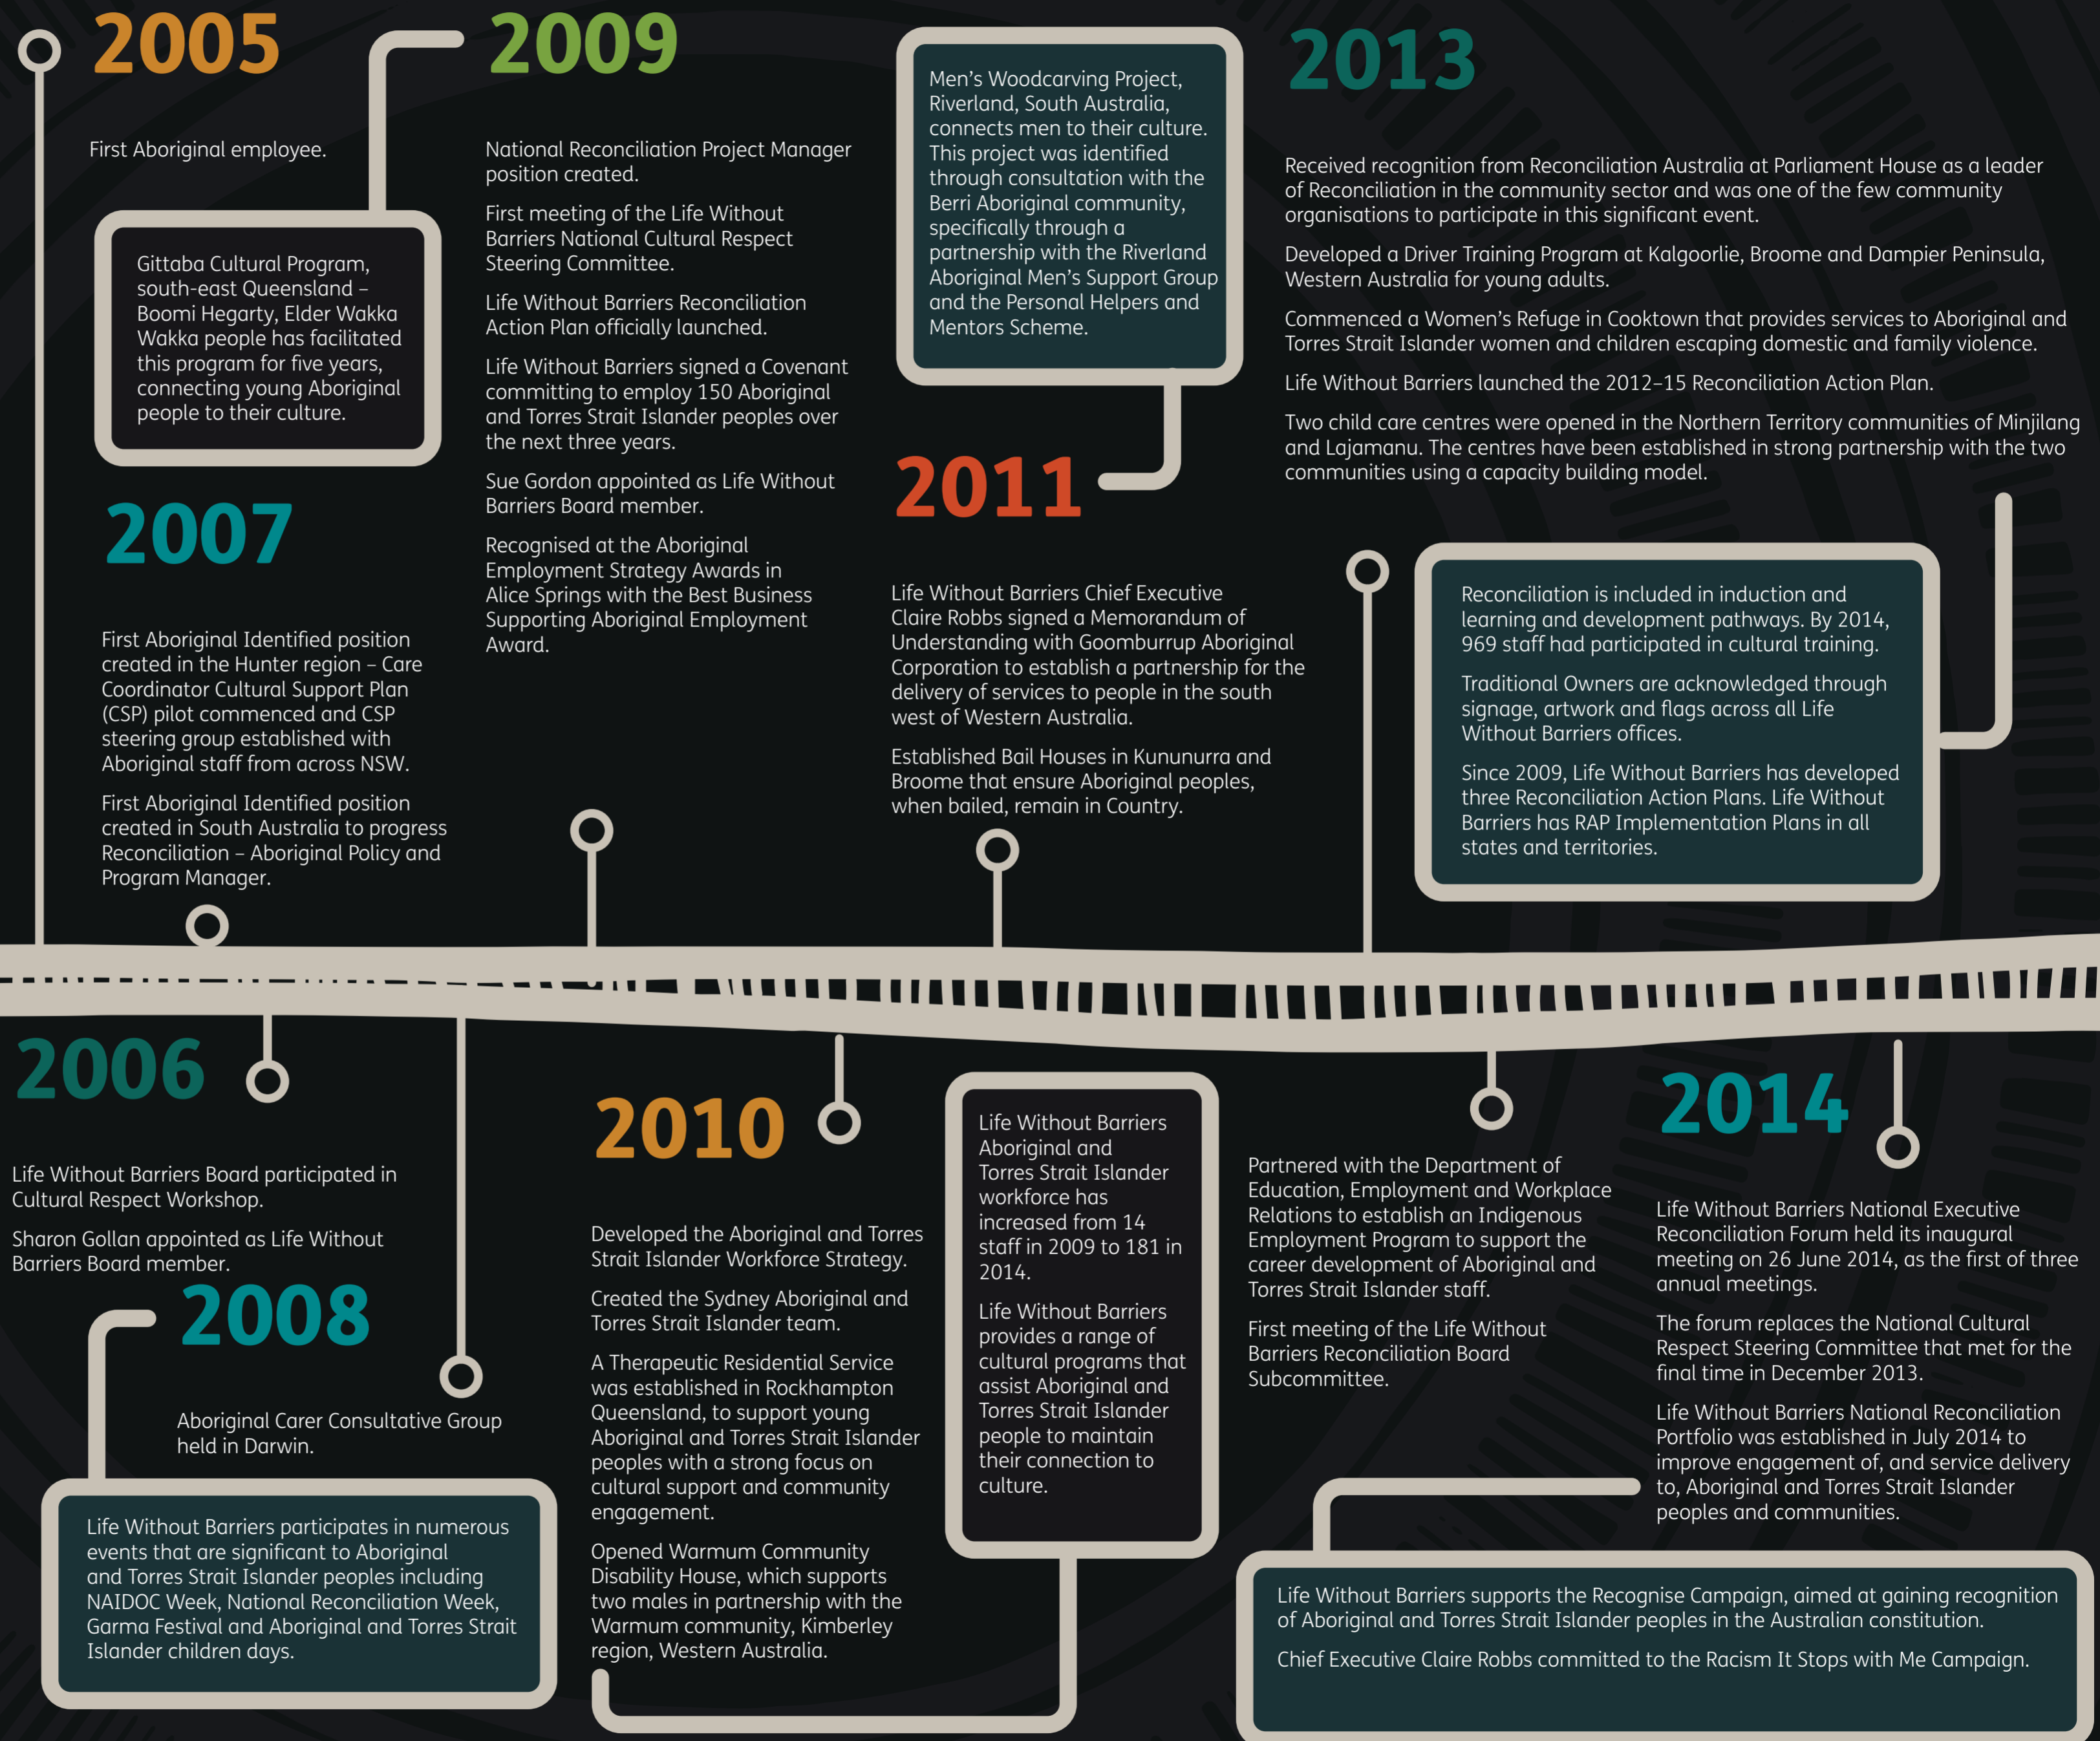 2005
First Aboriginal employee.
Gittaba Cultural Program,
south-east Queensland –
Boomi Hegarty, Elder Wakka
Wakka people has facilitated
this program for five years,
connecting young Aboriginal
people to their culture.
2007
First Aboriginal Identified position
created in the Hunter region – Care
Coordinator Cultural Support Plan
(CSP) pilot commenced and CSP
steering group established with
Aboriginal staff from across NSW.
First Aboriginal Identified position
created in South Australia to progress
Reconciliation – Aboriginal Policy and
Program Manager.
2009
National Reconciliation Project Manager
position created.
First meeting of the Life Without
Barriers National Cultural Respect
Steering Committee.
Life Without Barriers Reconciliation
Action Plan officially launched.
Life Without Barriers signed a Covenant
committing to employ 150 Aboriginal
and Torres Strait Islander peoples over
the next three years.
Sue Gordon appointed as Life Without
Barriers Board member.
Recognised at the Aboriginal
Employment Strategy Awards in
Alice Springs with the Best Business
Supporting Aboriginal Employment
Award.
Men's Woodcarving Project,
Riverland, South Australia,
connects men to their culture.
This project was identified
through consultation with the
Berri Aboriginal community,
specifically through a
partnership with the Riverland
Aboriginal Men's Support Group
and the Personal Helpers and
Mentors Scheme.
2011
Life Without Barriers Chief Executive
Claire Robbs signed a Memorandum of
Understanding with Goomburrup Aboriginal
Corporation to establish a partnership for the
delivery of services to people in the south
west of Western Australia.
Established Bail Houses in Kununurra and
Broome that ensure Aboriginal peoples,
when bailed, remain in Country.
2013
Received recognition from Reconciliation Australia at Parliament House as a leader
of Reconciliation in the community sector and was one of the few community
organisations to participate in this significant event.
Developed a Driver Training Program at Kalgoorlie, Broome and Dampier Peninsula,
Western Australia for young adults.
Commenced a Women's Refuge in Cooktown that provides services to Aboriginal and
Torres Strait Islander women and children escaping domestic and family violence.
Life Without Barriers launched the 2012–15 Reconciliation Action Plan.
Two child care centres were opened in the Northern Territory communities of Minjilang
and Lajamanu. The centres have been established in strong partnership with the two
communities using a capacity building model.
Reconciliation is included in induction and
learning and development pathways. By 2014,
969 staff had participated in cultural training.
Traditional Owners are acknowledged through
signage, artwork and flags across all Life
Without Barriers offices.
Since 2009, Life Without Barriers has developed
three Reconciliation Action Plans. Life Without
Barriers has RAP Implementation Plans in all
states and territories.
2006
Life Without Barriers Board participated in
Cultural Respect Workshop.
Sharon Gollan appointed as Life Without
Barriers Board member.
2008
Aboriginal Carer Consultative Group
held in Darwin.
Life Without Barriers participates in numerous
events that are significant to Aboriginal
and Torres Strait Islander peoples including
NAIDOC Week, National Reconciliation Week,
Garma Festival and Aboriginal and Torres Strait
Islander children days.
2010
Developed the Aboriginal and Torres
Strait Islander Workforce Strategy.
Created the Sydney Aboriginal and
Torres Strait Islander team.
A Therapeutic Residential Service
was established in Rockhampton
Queensland, to support young
Aboriginal and Torres Strait Islander
peoples with a strong focus on
cultural support and community
engagement.
Opened Warmum Community
Disability House, which supports
two males in partnership with the
Warmum community, Kimberley
region, Western Australia.
Life Without Barriers
Aboriginal and
Torres Strait Islander
workforce has
increased from 14
staff in 2009 to 181 in
2014.
Life Without Barriers
provides a range of
cultural programs that
assist Aboriginal and
Torres Strait Islander
people to maintain
their connection to
culture.
Partnered with the Department of
Education, Employment and Workplace
Relations to establish an Indigenous
Employment Program to support the
career development of Aboriginal and
Torres Strait Islander staff.
First meeting of the Life Without
Barriers Reconciliation Board
Subcommittee.
2014
Life Without Barriers National Executive
Reconciliation Forum held its inaugural
meeting on 26 June 2014, as the first of three
annual meetings.
The forum replaces the National Cultural
Respect Steering Committee that met for the
final time in December 2013.
Life Without Barriers National Reconciliation
Portfolio was established in July 2014 to
improve engagement of, and service delivery
to, Aboriginal and Torres Strait Islander
peoples and communities.
Life Without Barriers supports the Recognise Campaign, aimed at gaining recognition
of Aboriginal and Torres Strait Islander peoples in the Australian constitution.
Chief Executive Claire Robbs committed to the Racism It Stops with Me Campaign.